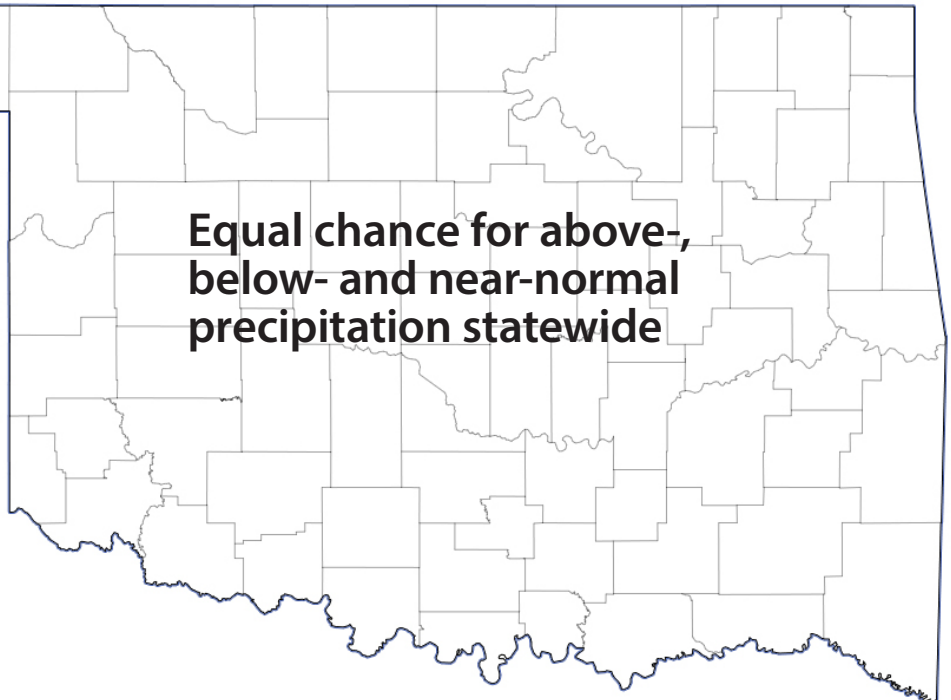 Equal chance for above-,
below- and near-normal
precipitation statewide